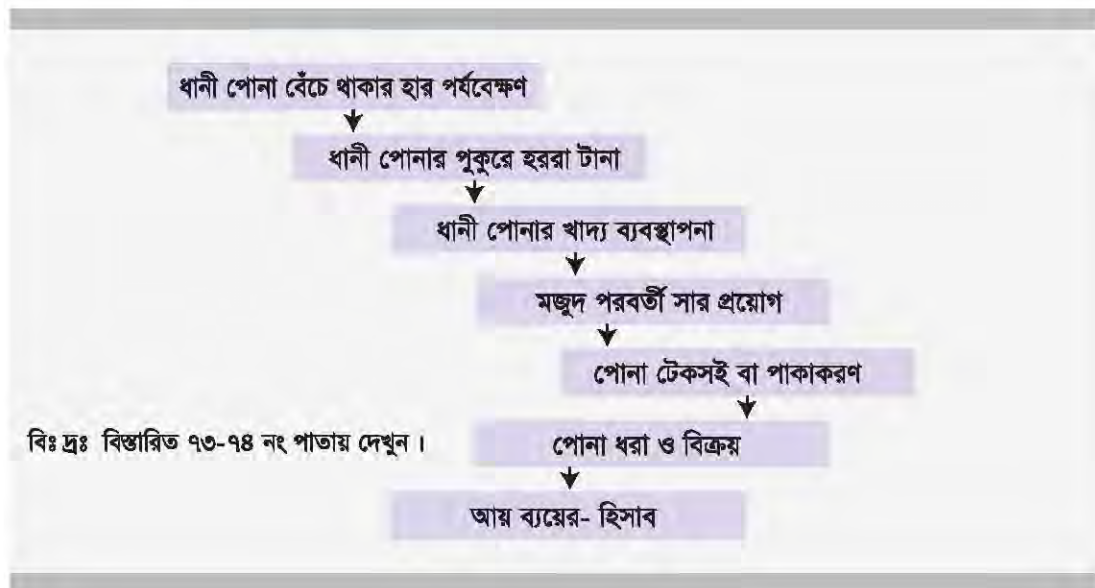 ধানী পোনা বেঁচে থাকার হার পর্যবেক্ষণ
ধানী পোনার পুকুরে হররা টানা
ধানী পোনার খাদ্য ব্যবস্থাপনা
মজুদ পরবর্তী সার প্রয়োগ
পোনা টেকসই বা পাকাকরণ
বিঃ দ্রঃ বিস্তারিত ৭৩-৭৪ নং পাতায় দেখুন ।
পোনা ধরা ও বিক্রয়
আয় ব্যয়ের- হিসাব